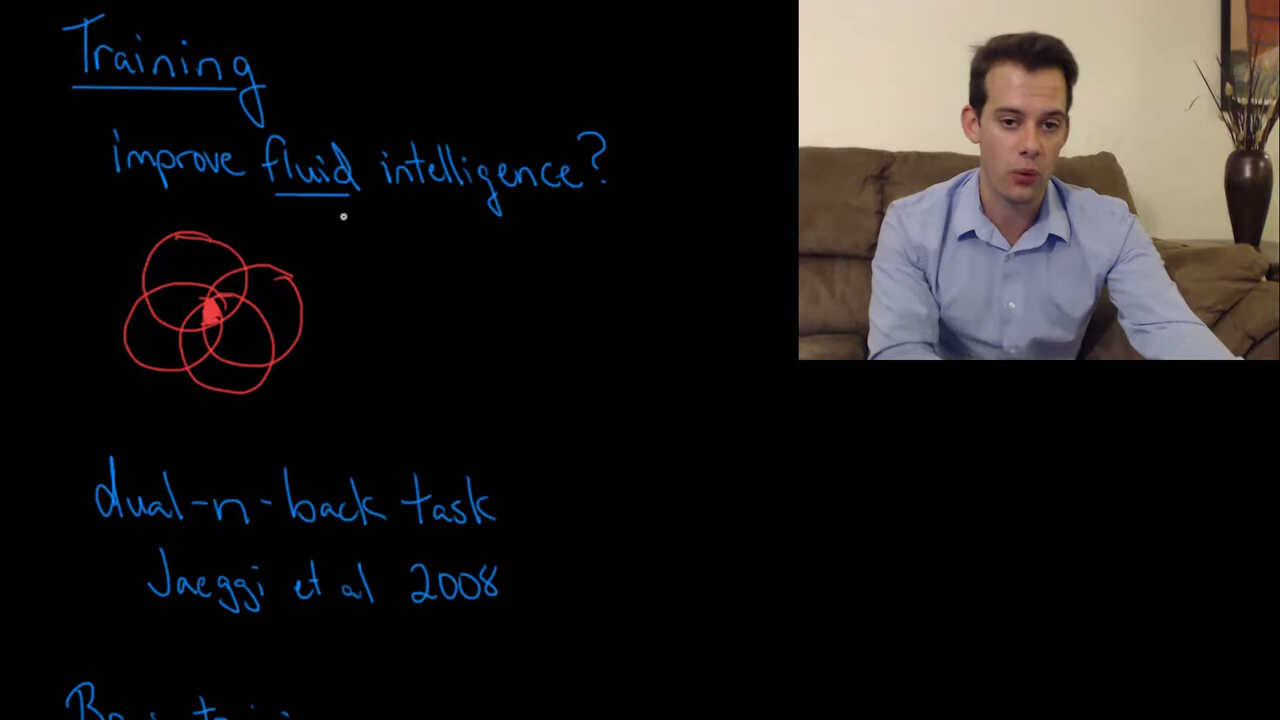 Training
improve fluid intelligence?
dual-n-back task
Jaeggi et al 2008